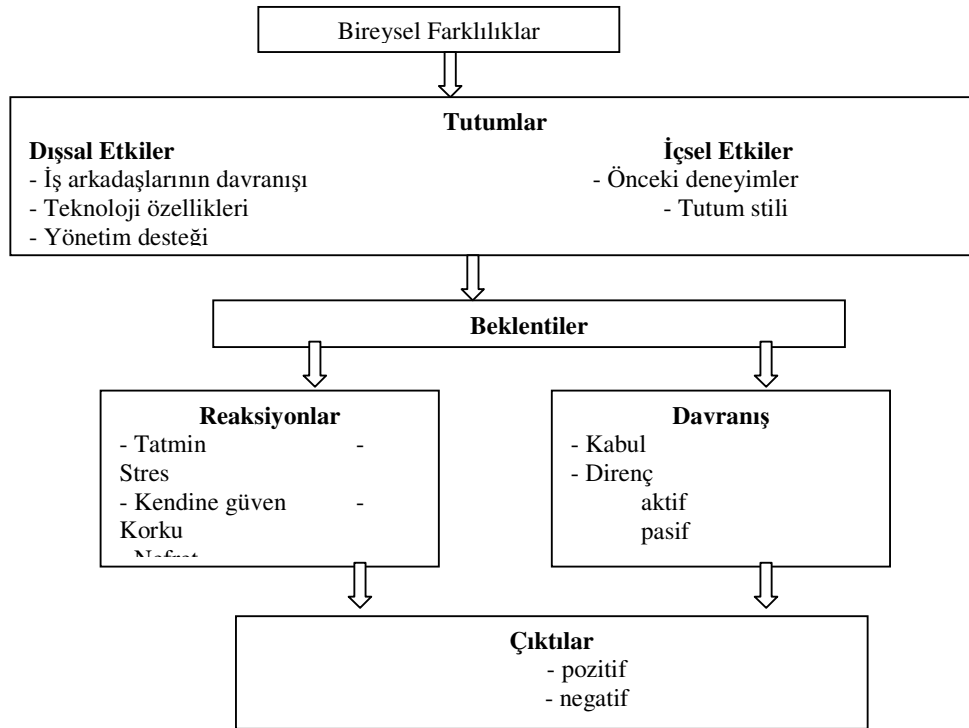 Bireysel Farklılıklar
Tutumlar
Dışsal Etkiler İçsel Etkiler
- İş arkadaşlarının davranışı - Önceki deneyimler
- Teknoloji özellikleri - Tutum stili
- Yönetim desteği
Beklentiler
Reaksiyonlar
- Tatmin -
Stres
- Kendine güven -
Korku
Davranış
- Kabul
- Direnç
aktif
pasif
Çıktılar
- pozitif
- negatif